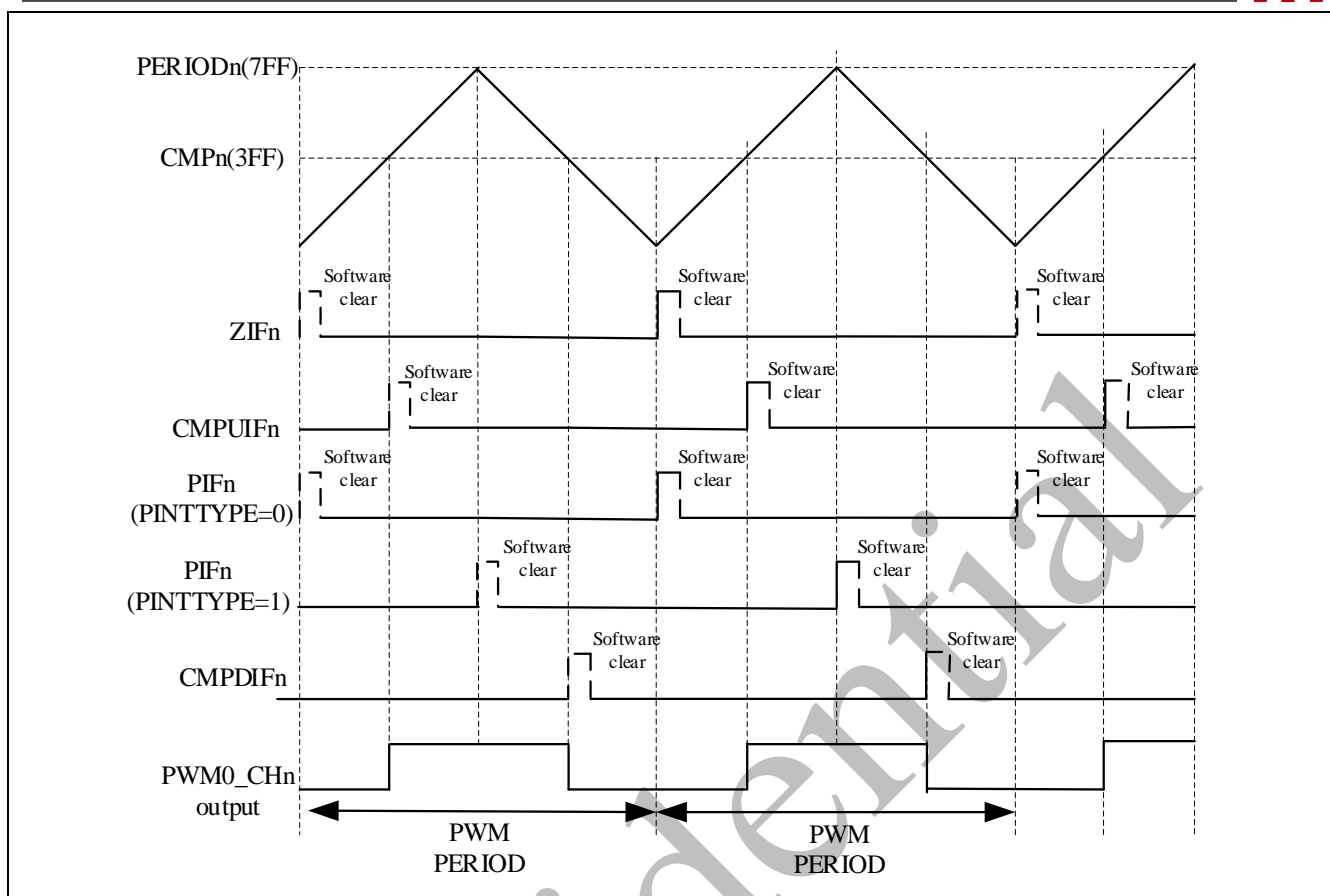 PERIODn(7FF)
CMPn(3FF)
Software
clear
Software
clear
Software
clear
ZIFn
Software
clear
Software
clear
Software
clear
CMPUIFn
Software
clear
Software
clear
Software
clear
PIFn
(PINTTYPE=0)
Software
clear
Software
clear
PIFn
(PINTTYPE=1)
Software
clear
Software
clear
CMPDIFn
PWM0_CHn
output
PWM
PERIOD
PWM
PERIOD
idential